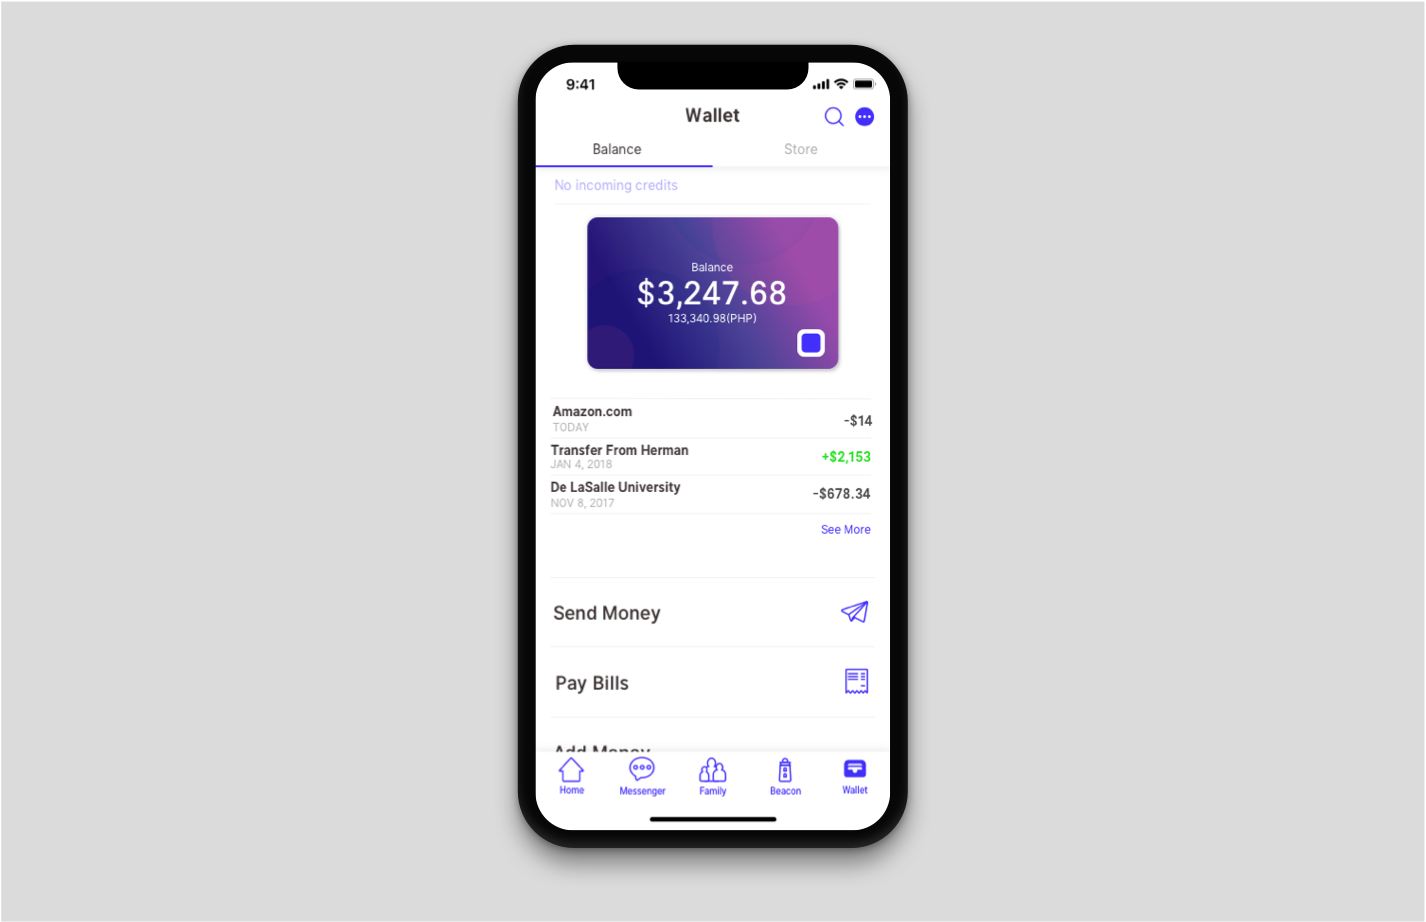 9:41
Wallet
Balance
Store
No incoming credits
Balance
$3,247.68
133,340.98(PHP)
Amazon.com
TODAY
-$14
Transfer From Herman
JAN 4, 2018
+$2,153
De LaSalle University
NOV 8, 2017
-$678.34
See More
Send Money
Pay Bills
Add Money
Home
Messenger
Family
Beacon
Wallet